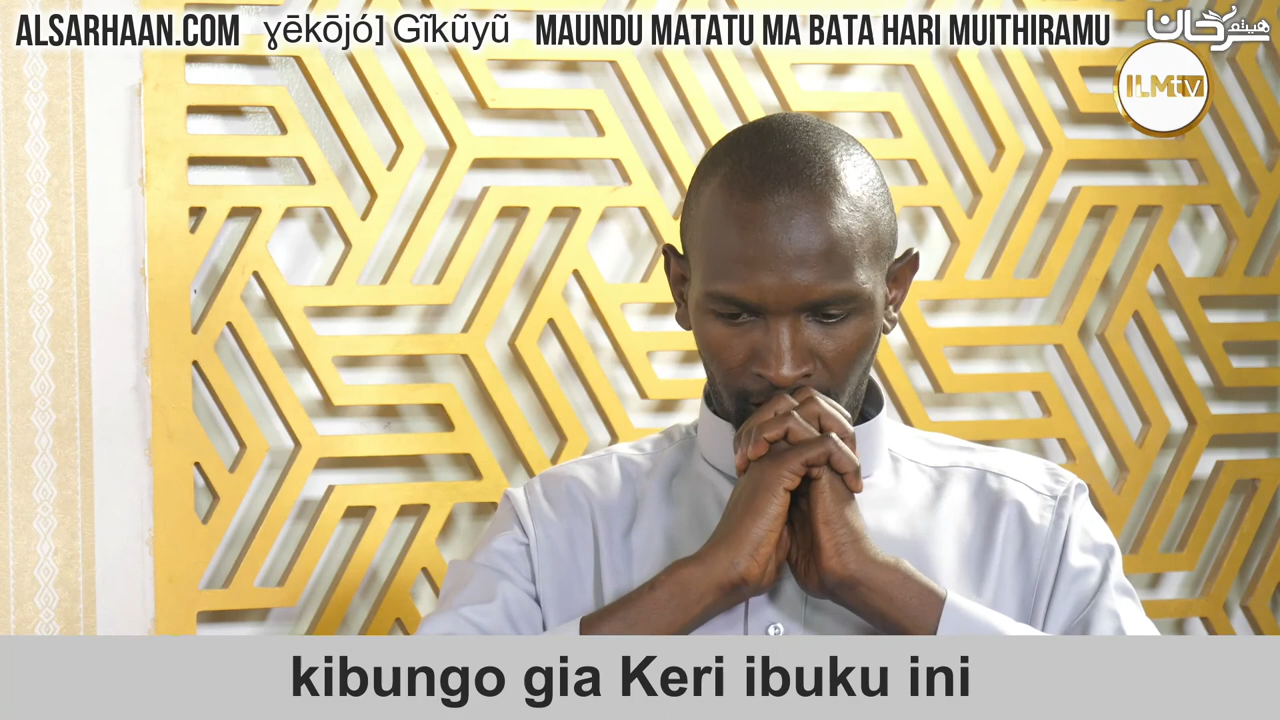 ALSARHAAN.COM ɣēkōjó] Gĩkũyũ MAUNDU MATATU MA BATA HARI MUITHIRAMU
ILMtv
kibungo gia Keri ibuku ini